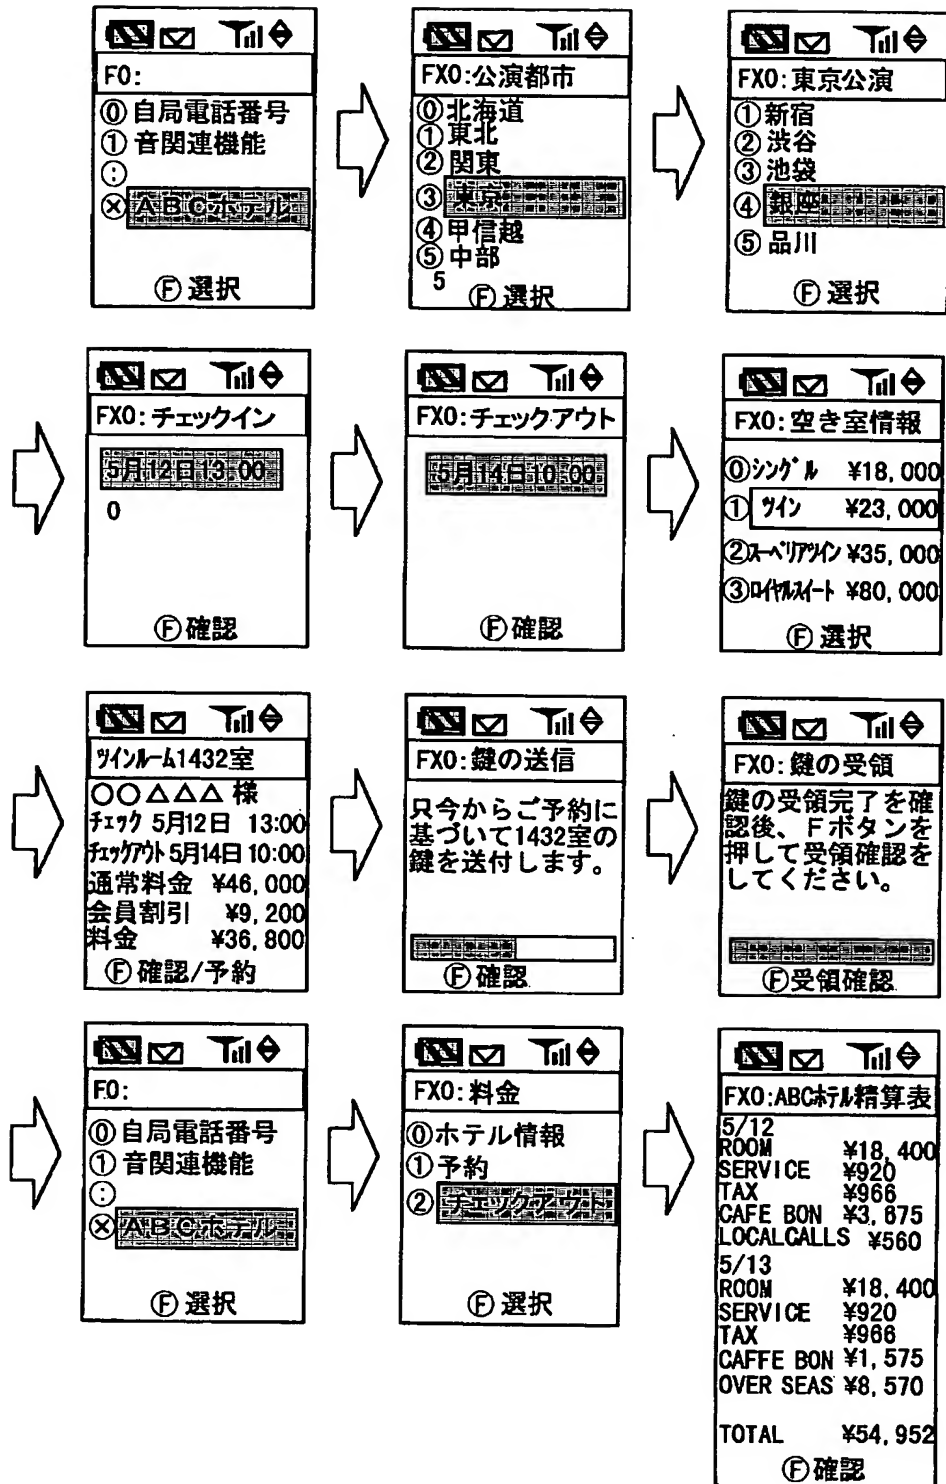 F0:
⓪自局電話番号
①音関連機能
:
ⓧABCホテル
Ⓕ選択
FX0:公演都市
⓪北海道
①東北
②関東
③東京
④甲信越
⑤中部
5
Ⓕ選択
FX0:東京公演
①新宿
②渋谷
③池袋
④銀座
⑤品川
Ⓕ選択
FX0:チェックイン
5月12日13:00
0
Ⓕ確認
FX0:チェックアウト
5月14日10:00
Ⓕ確認
FX0:空き室情報
⓪シングル ¥18,000
①ツイン ¥23,000
②スーペリアツイン ¥35,000
③ロイヤルスイート ¥80,000
Ⓕ選択
ツインルーム1432室
○○△△△様
チェック 5月12日 13:00
チェックアウト 5月14日 10:00
通常料金 ¥46,000
会員割引 ¥9,200
料金 ¥36,800
Ⓕ確認/予約
FX0:鍵の送信
只今からご予約に
基づいて1432室の
鍵を送付します。
Ⓕ確認
FX0:鍵の受領
鍵の受領完了を確
認後、Fボタンを
押して受領確認を
してください。
Ⓕ受領確認
F0:
⓪自局電話番号
①音関連機能
:
ⓧABCホテル
Ⓕ選択
FX0:料金
⓪ホテル情報
①予約
②チェックアウト
Ⓕ選択
FX0:ABCホテル精算表
5/12
ROOM ¥18,400
SERVICE ¥920
TAX ¥966
CAFE BON ¥3,675
LOCALCALLS ¥560
5/13
ROOM ¥18,400
SERVICE ¥920
TAX ¥966
CAFFE BON ¥1,575
OVER SEAS ¥8,570
TOTAL ¥54,952
Ⓕ確認